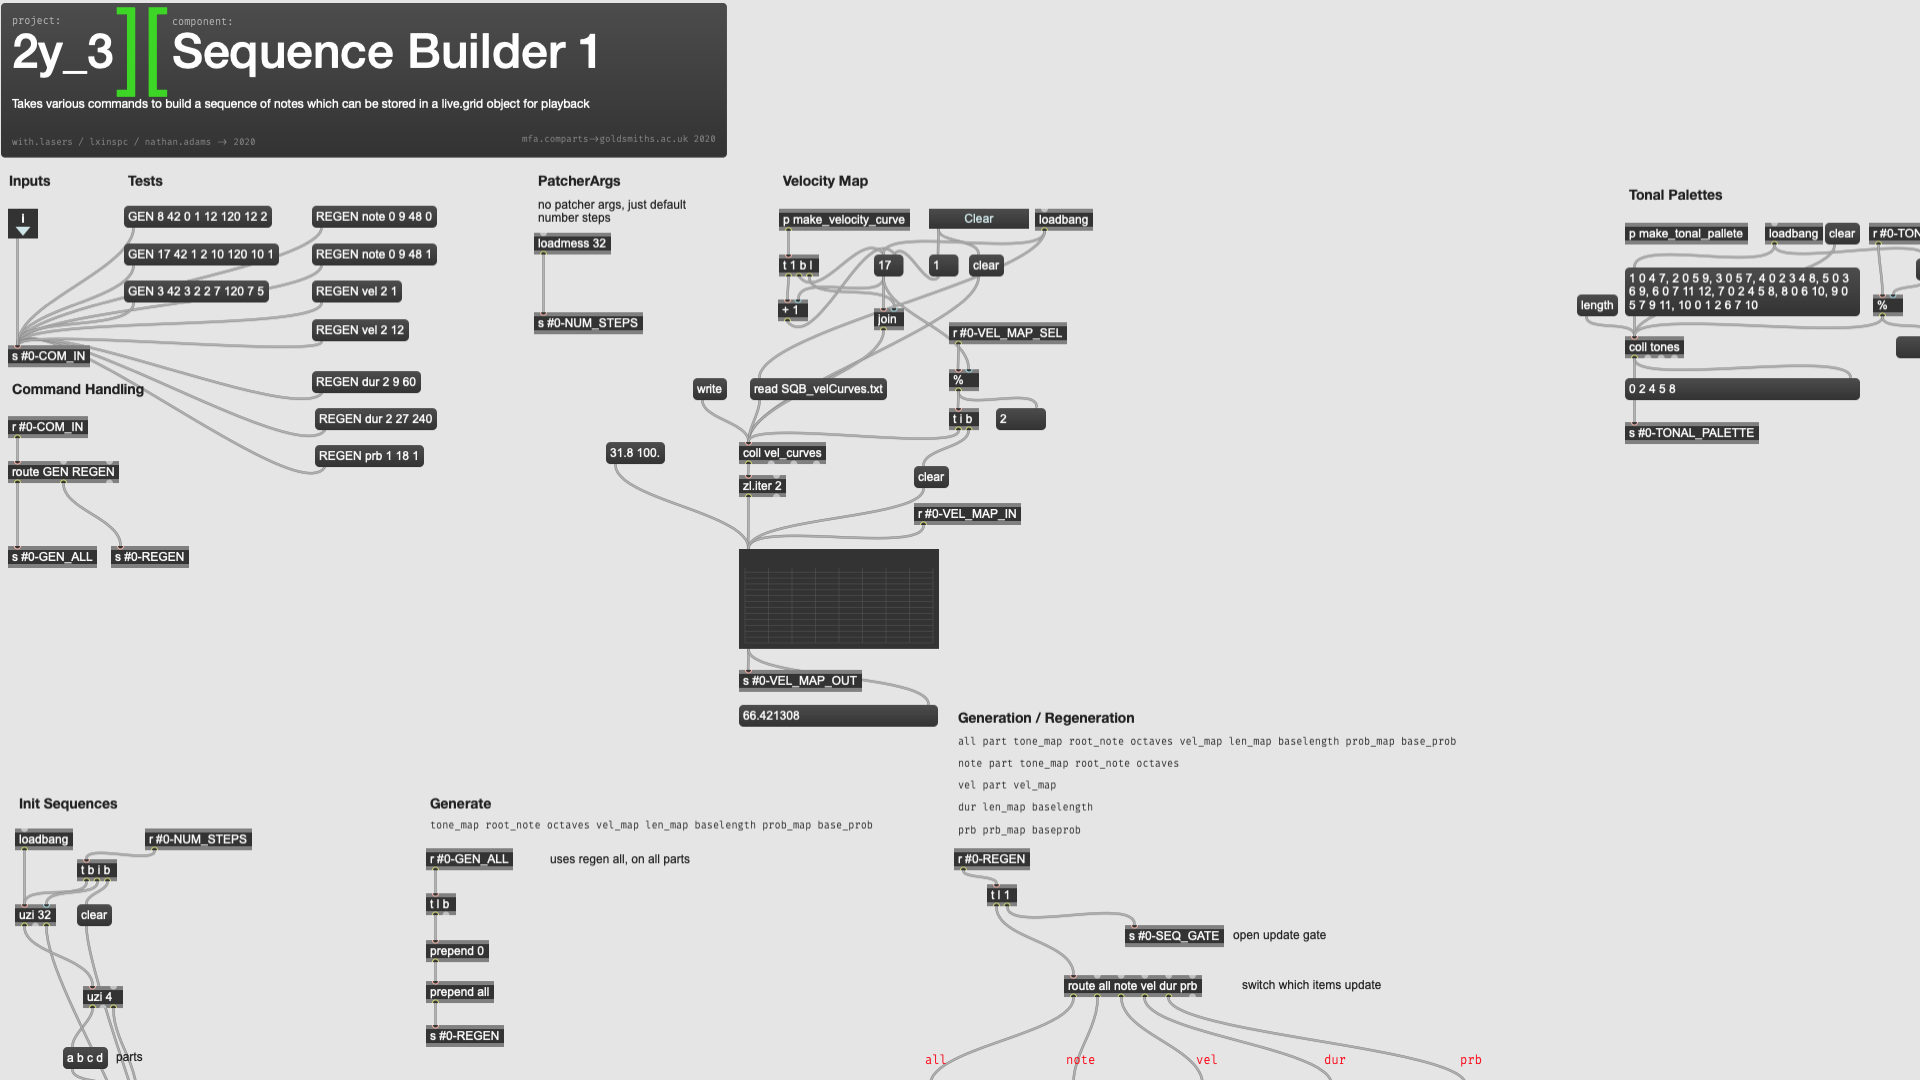 project:
component:
2y_3 ][ Sequence Builder 1
Takes various commands to build a sequence of notes which can be stored in a live.grid object for playback
with.lasers / lxinspc / nathan.adams → 2020
mfa.comparts→goldsmiths.ac.uk 2020
Inputs
Tests
i
GEN 8 42 0 1 12 120 12 2
GEN 17 42 1 2 10 120 10 1
GEN 3 42 3 2 2 7 120 7 5
REGEN note 0 9 48 0
REGEN note 0 9 48 1
REGEN vel 2 1
REGEN vel 2 12
REGEN dur 2 9 60
REGEN dur 2 27 240
REGEN prb 1 18 1
s #0-COM_IN
Command Handling
r #0-COM_IN
route GEN REGEN
s #0-GEN_ALL
s #0-REGEN
PatcherArgs
no patcher args, just default
number steps
loadmess 32
s #0-NUM_STEPS
Velocity Map
p make_velocity_curve
Clear
loadbang
t 1 b l
17
1
clear
+ 1
join
r #0-VEL_MAP_SEL
%
write
read SQB_velCurves.txt
t i b
2
31.8 100.
coll vel_curves
clear
zl.iter 2
r #0-VEL_MAP_IN
s #0-VEL_MAP_OUT
66.421308
Tonal Palettes
p make_tonal_pallete
loadbang
clear
r #0-TON
1 0 4 7, 2 0 5 9, 3 0 5 7, 4 0 2 3 4 8, 5 0 3
6 9, 6 0 7 11 12, 7 0 2 4 5 8, 8 0 6 10, 9 0
5 7 9 11, 10 0 1 2 6 7 10
length
%
coll tones
0 2 4 5 8
s #0-TONAL_PALETTE
Init Sequences
loadbang
r #0-NUM_STEPS
t b i b
uzi 32
clear
uzi 4
a b c d
parts
Generate
tone_map root_note octaves vel_map len_map baselength prob_map base_prob
r #0-GEN_ALL
uses regen all, on all parts
t l b
prepend 0
prepend all
s #0-REGEN
Generation / Regeneration
all part tone_map root_note octaves vel_map len_map baselength prob_map base_prob
note part tone_map root_note octaves
vel part vel_map
dur len_map baselength
prb prb_map baseprob
r #0-REGEN
t l 1
s #0-SEQ_GATE
open update gate
route all note vel dur prb
switch which items update
all
note
vel
dur
prb